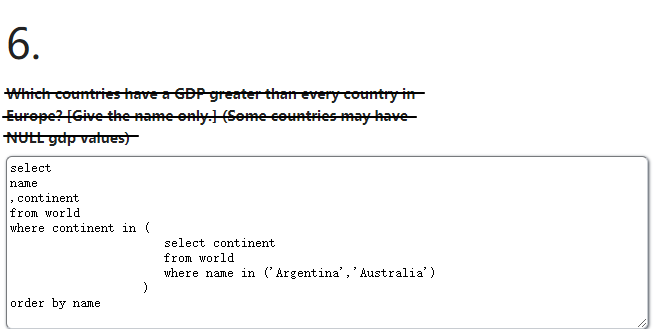 6.
Which countries have a GDP greater than every country in
Europe? [Give the name only.] (Some countries may have
NULL gdp values)
select
name
,continent
from world
where continent in (
select continent
from world
where name in ('Argentina','Australia')
)
order by name